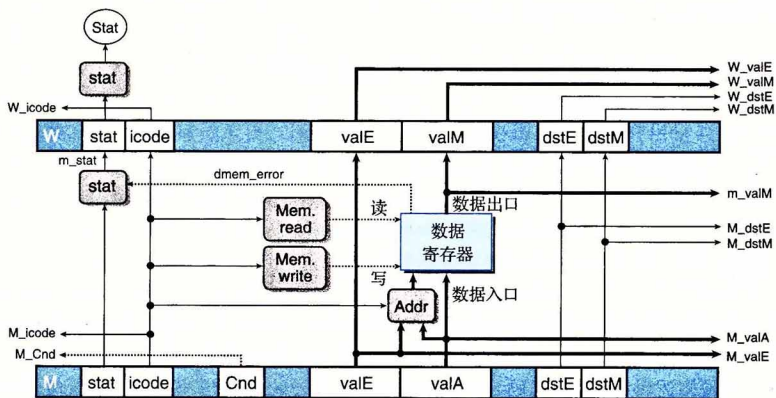 Stat
W_valE
W_valM
stat
W_dstE
W_icode
W_dstM
W stat icode valE valM dstE dstM
m_stat
dmem_error
stat
m_valM
数据出口
Mem.
read
读
数据
寄存器
M_dstE
M_dstM
Mem.
write
写
数据入口
Addr
M_icode
M_valA
M_Cnd
M_valE
M stat icode Cnd valE valA dstE dstM